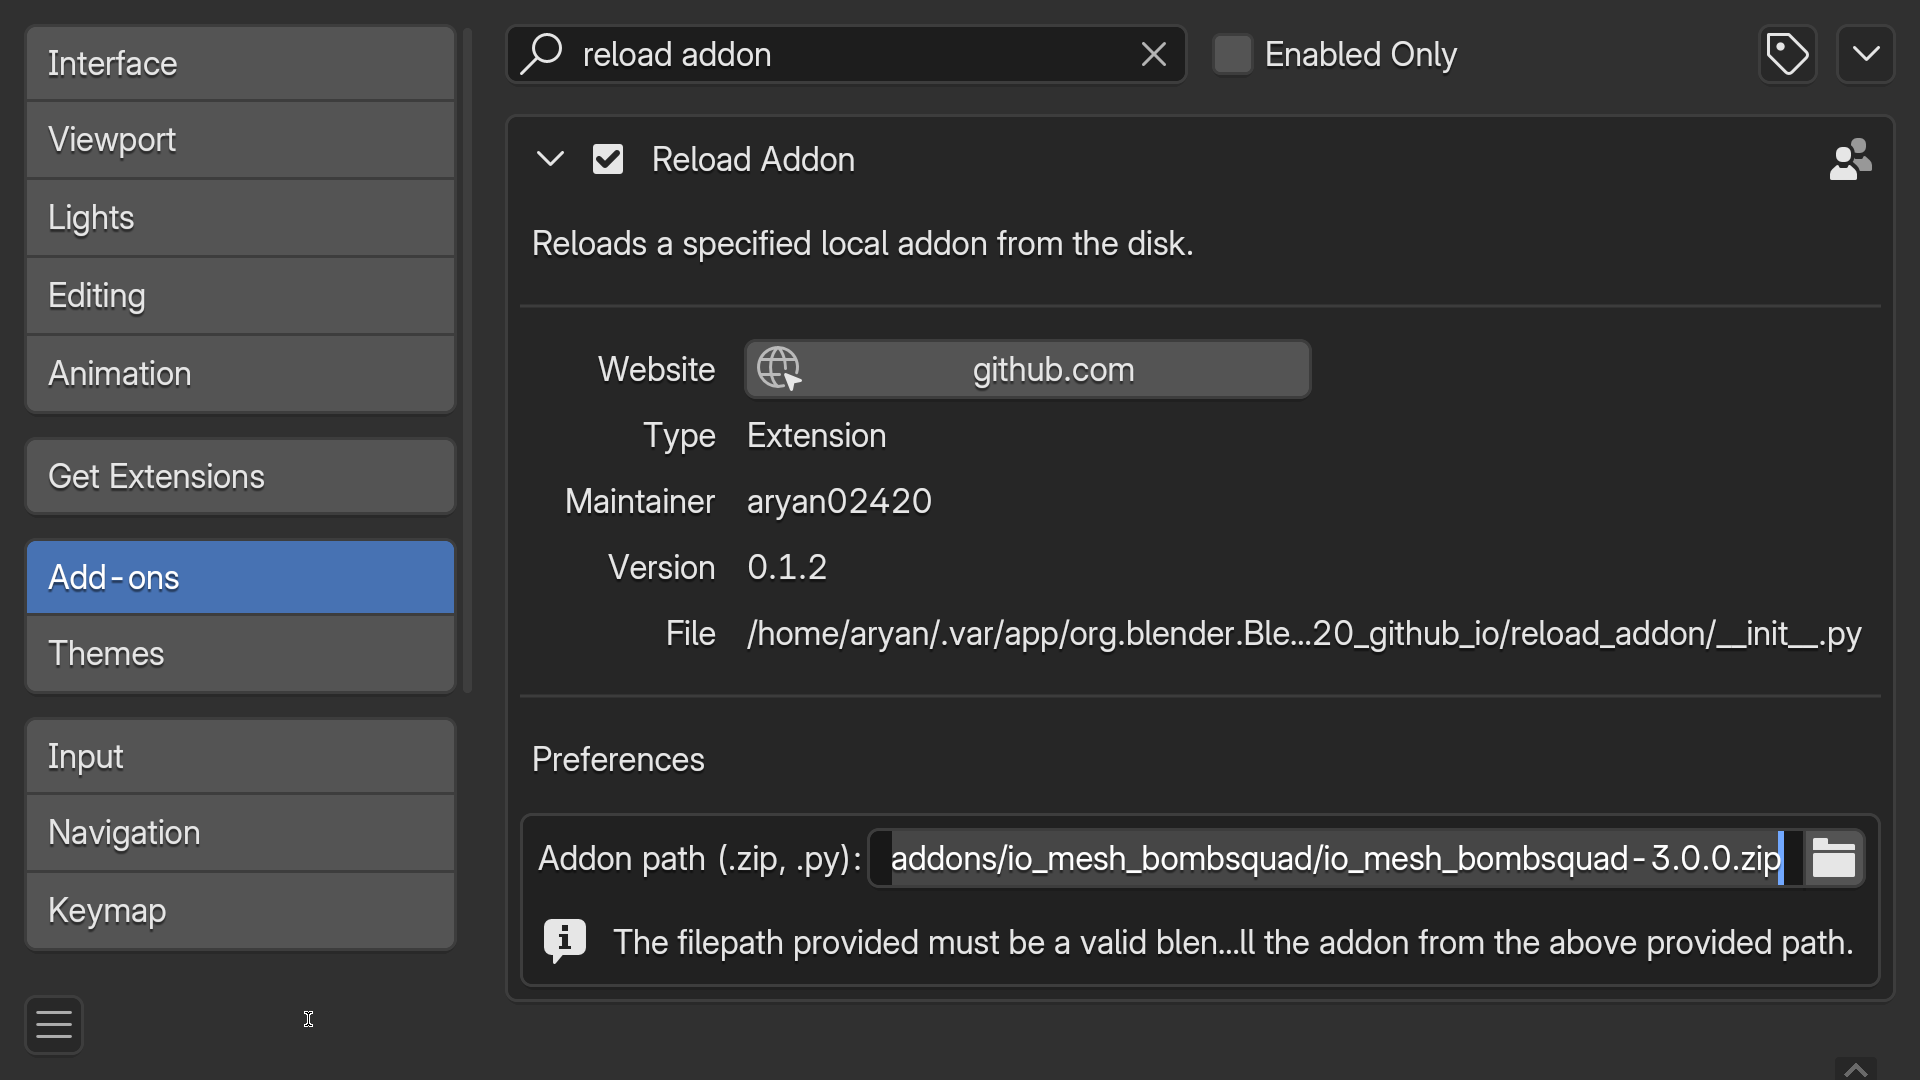 Interface
Viewport
Lights
Editing
Animation
Get Extensions
Add-ons
Themes
Input
Navigation
Keymap
reload addon
Enabled Only
Reload Addon
Reloads a specified local addon from the disk.
Website github.com
Type Extension
Maintainer aryan02420
Version 0.1.2
File /home/aryan/.var/app/org.blender.Ble...20_github_io/reload_addon/__init__.py
Preferences
Addon path (.zip, .py): addons/io_mesh_bombsquad/io_mesh_bombsquad-3.0.0.zip
The filepath provided must be a valid blen...ll the addon from the above provided path.